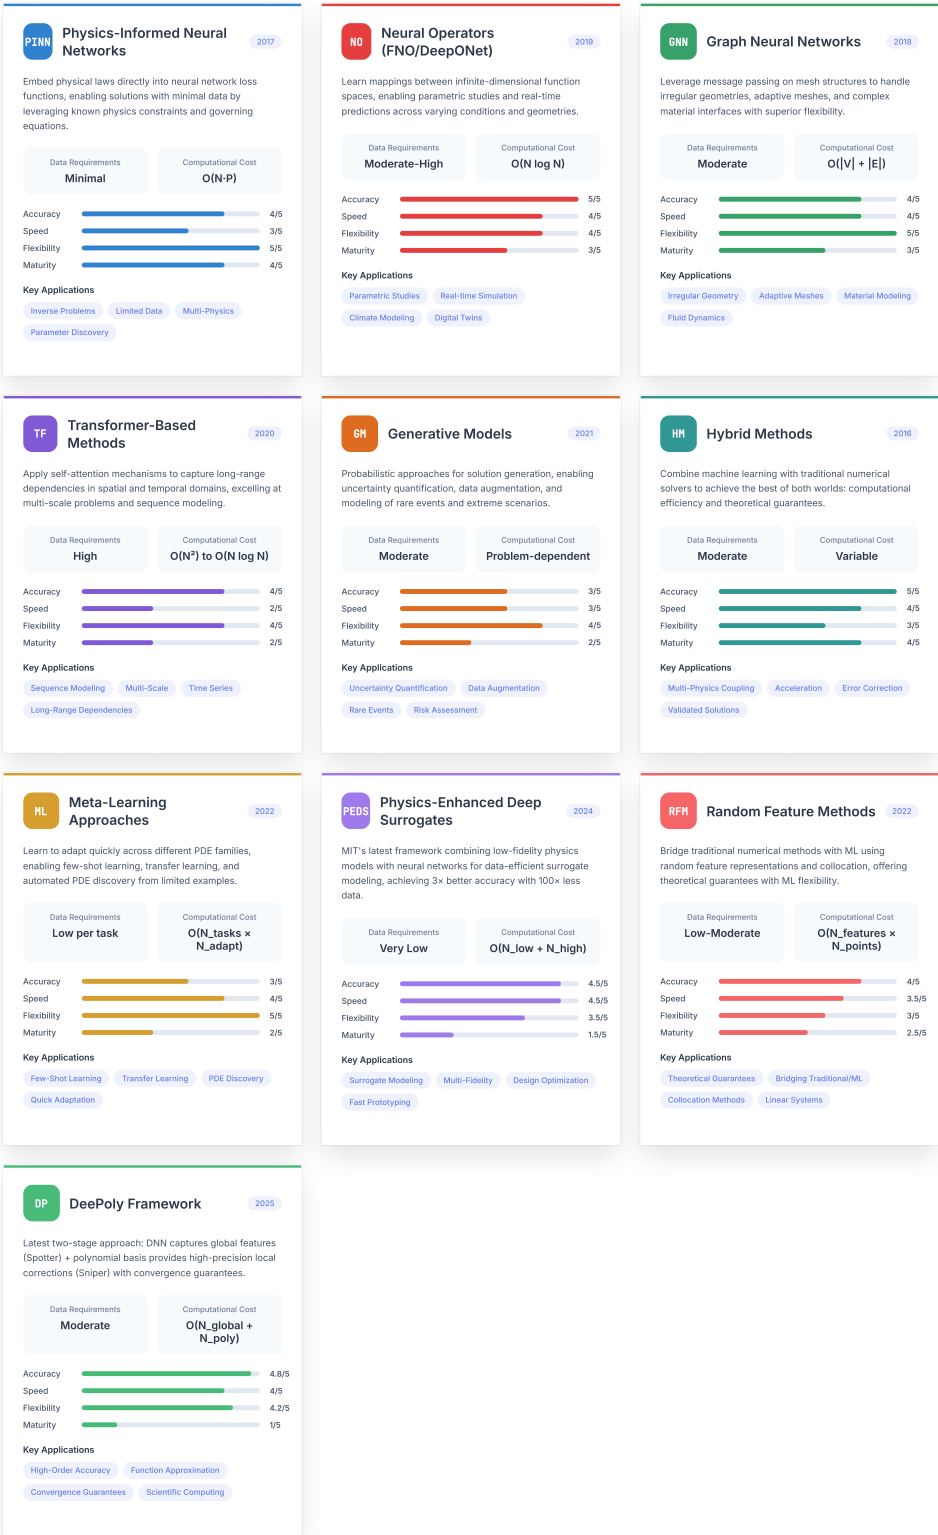 PINN
Physics-Informed Neural
Networks
2017
Embed physical laws directly into neural network loss
functions, enabling solutions with minimal data by
leveraging known physics constraints and governing
equations.
Data Requirements
Minimal
Computational Cost
O(N·P)
Accuracy 4/5
Speed 3/5
Flexibility 5/5
Maturity 4/5
Key Applications
Inverse Problems Limited Data Multi-Physics
Parameter Discovery
NO
Neural Operators
(FNO/DeepONet)
2019
Learn mappings between infinite-dimensional function
spaces, enabling parametric studies and real-time
predictions across varying conditions and geometries.
Data Requirements
Moderate-High
Computational Cost
O(N log N)
Accuracy 5/5
Speed 4/5
Flexibility 4/5
Maturity 3/5
Key Applications
Parametric Studies Real-time Simulation
Climate Modeling Digital Twins
GNN
Graph Neural Networks
2018
Leverage message passing on mesh structures to handle
irregular geometries, adaptive meshes, and complex
material interfaces with superior flexibility.
Data Requirements
Moderate
Computational Cost
O(|V| + |E|)
Accuracy 4/5
Speed 4/5
Flexibility 5/5
Maturity 3/5
Key Applications
Irregular Geometry Adaptive Meshes Material Modeling
Fluid Dynamics
TF
Transformer-Based
Methods
2020
Apply self-attention mechanisms to capture long-range
dependencies in spatial and temporal domains, excelling at
multi-scale problems and sequence modeling.
Data Requirements
High
Computational Cost
O(N²) to O(N log N)
Accuracy 4/5
Speed 2/5
Flexibility 4/5
Maturity 2/5
Key Applications
Sequence Modeling Multi-Scale Time Series
Long-Range Dependencies
GM
Generative Models
2021
Probabilistic approaches for solution generation, enabling
uncertainty quantification, data augmentation, and
modeling of rare events and extreme scenarios.
Data Requirements
Moderate
Computational Cost
Problem-dependent
Accuracy 3/5
Speed 3/5
Flexibility 4/5
Maturity 2/5
Key Applications
Uncertainty Quantification Data Augmentation
Rare Events Risk Assessment
HM
Hybrid Methods
2016
Combine machine learning with traditional numerical
solvers to achieve the best of both worlds: computational
efficiency and theoretical guarantees.
Data Requirements
Moderate
Computational Cost
Variable
Accuracy 5/5
Speed 4/5
Flexibility 3/5
Maturity 4/5
Key Applications
Multi-Physics Coupling Acceleration Error Correction
Validated Solutions
ML
Meta-Learning
Approaches
2022
Learn to adapt quickly across different PDE families,
enabling few-shot learning, transfer learning, and
automated PDE discovery from limited examples.
Data Requirements
Low per task
Computational Cost
O(N_tasks ×
N_adapt)
Accuracy 3/5
Speed 4/5
Flexibility 5/5
Maturity 2/5
Key Applications
Few-Shot Learning Transfer Learning PDE Discovery
Quick Adaptation
PEDS
Physics-Enhanced Deep
Surrogates
2024
MIT's latest framework combining low-fidelity physics
models with neural networks for data-efficient surrogate
modeling, achieving 3× better accuracy with 100× less
data.
Data Requirements
Very Low
Computational Cost
O(N_low + N_high)
Accuracy 4.5/5
Speed 4.5/5
Flexibility 3.5/5
Maturity 1.5/5
Key Applications
Surrogate Modeling Multi-Fidelity Design Optimization
Fast Prototyping
RFM
Random Feature Methods
2022
Bridge traditional numerical methods with ML using
random feature representations and collocation, offering
theoretical guarantees with ML flexibility.
Data Requirements
Low-Moderate
Computational Cost
O(N_features ×
N_points)
Accuracy 4/5
Speed 3.5/5
Flexibility 3/5
Maturity 2.5/5
Key Applications
Theoretical Guarantees Bridging Traditional/ML
Collocation Methods Linear Systems
DP
DeePoly Framework
2025
Latest two-stage approach: DNN captures global features
(Spotter) + polynomial basis provides high-precision local
corrections (Sniper) with convergence guarantees.
Data Requirements
Moderate
Computational Cost
O(N_global +
N_poly)
Accuracy 4.8/5
Speed 4/5
Flexibility 4.2/5
Maturity 1/5
Key Applications
High-Order Accuracy Function Approximation
Convergence Guarantees Scientific Computing